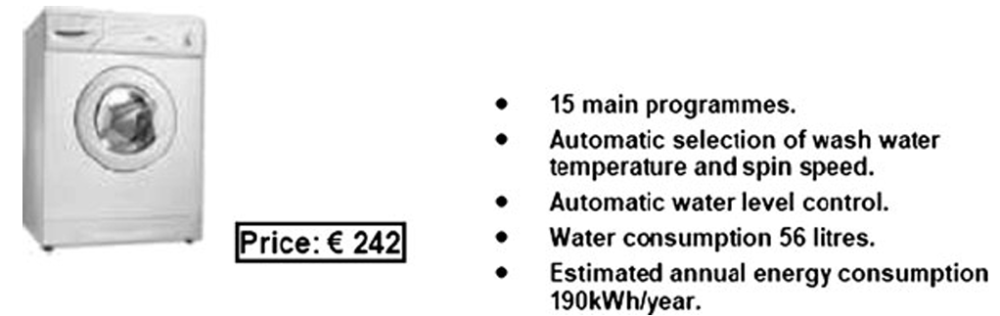 15 main programmes.
Automatic selection of wash water
temperature and spin speed.
Automatic water level control.
Water consumption 56 litres.
Price: € 242
Estimated annual energy consumption
190kWh/year.